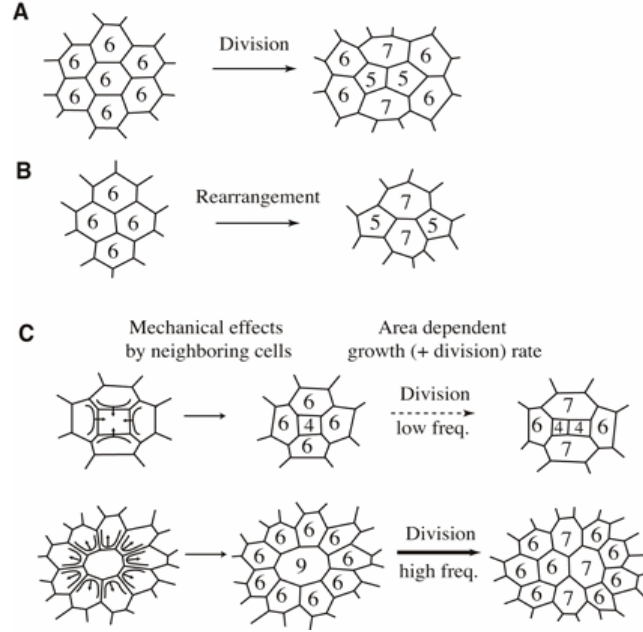 A
Division
6
6 6
6
6 6
6
6 7 6
5 5
6 7 6
B
Rearrangement
6
6 6
6
7
5 5
7
C
Mechanical effects
by neighboring cells
Area dependent
growth (+ division) rate
6
6 4 6
6
Division
low freq.
7
6 4 4 6
7
6 6 6
6 9 6
6 6
6 6
Division
high freq.
6 7 6
6 6 7 6
6 7 6 6